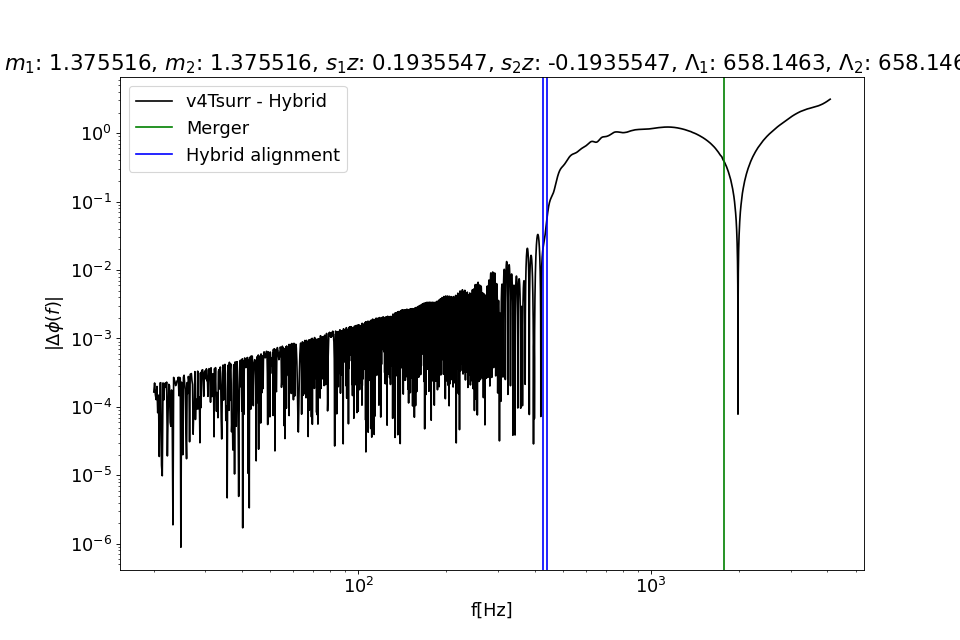 m₁: 1.375516, m₂: 1.375516, s₁z: 0.1935547, s₂z: -0.1935547, Λ₁: 658.1463, Λ₂: 658.146
v4Tsurr - Hybrid
Merger
Hybrid alignment
10⁰
10⁻¹
10⁻²
10⁻³
10⁻⁴
10⁻⁵
10⁻⁶
|Δϕ(f)|
10² 10³
f[Hz]